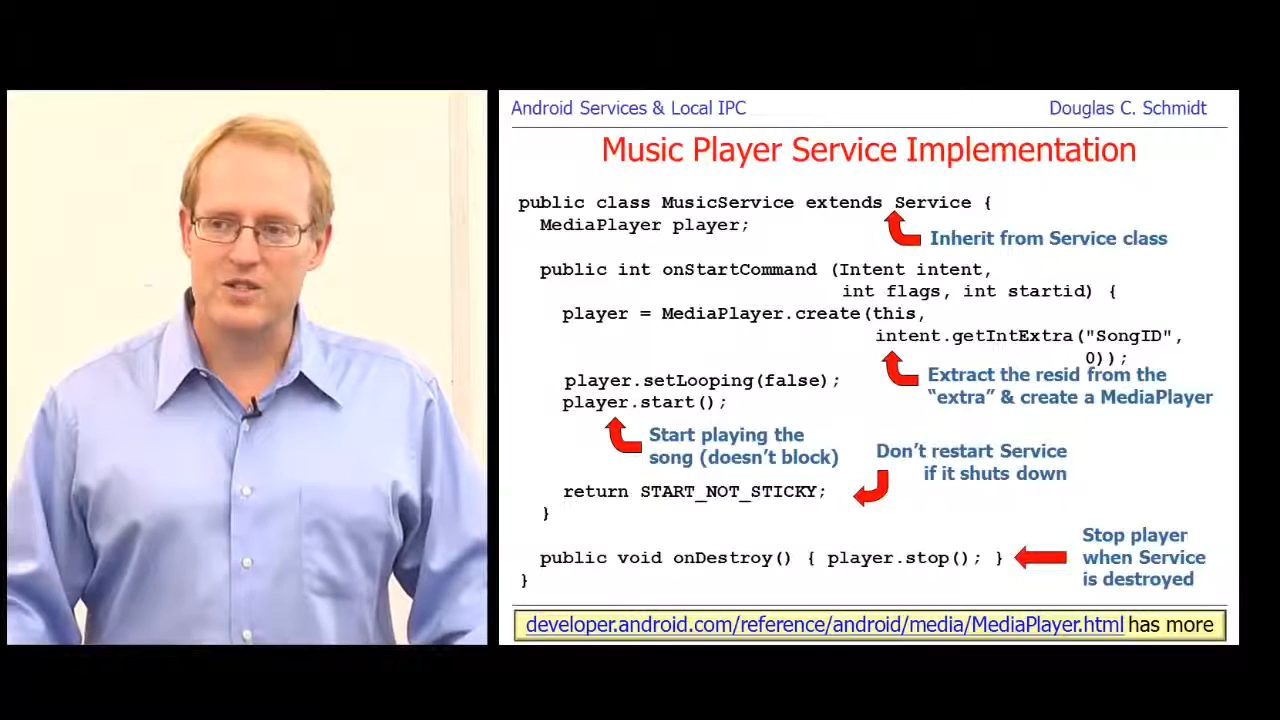 Android Services & Local IPC
Douglas C. Schmidt
Music Player Service Implementation
public class MusicService extends Service {
MediaPlayer player;
Inherit from Service class
public int onStartCommand (Intent intent,
int flags, int startid) {
player = MediaPlayer.create(this,
intent.getIntExtra("SongID",
0));
Extract the resid from the
“extra” & create a MediaPlayer
player.setLooping(false);
player.start();
Start playing the
song (doesn’t block)
Don’t restart Service
if it shuts down
return START_NOT_STICKY;
}
public void onDestroy() { player.stop(); }
Stop player
when Service
is destroyed
}
developer.android.com/reference/android/media/MediaPlayer.html has more